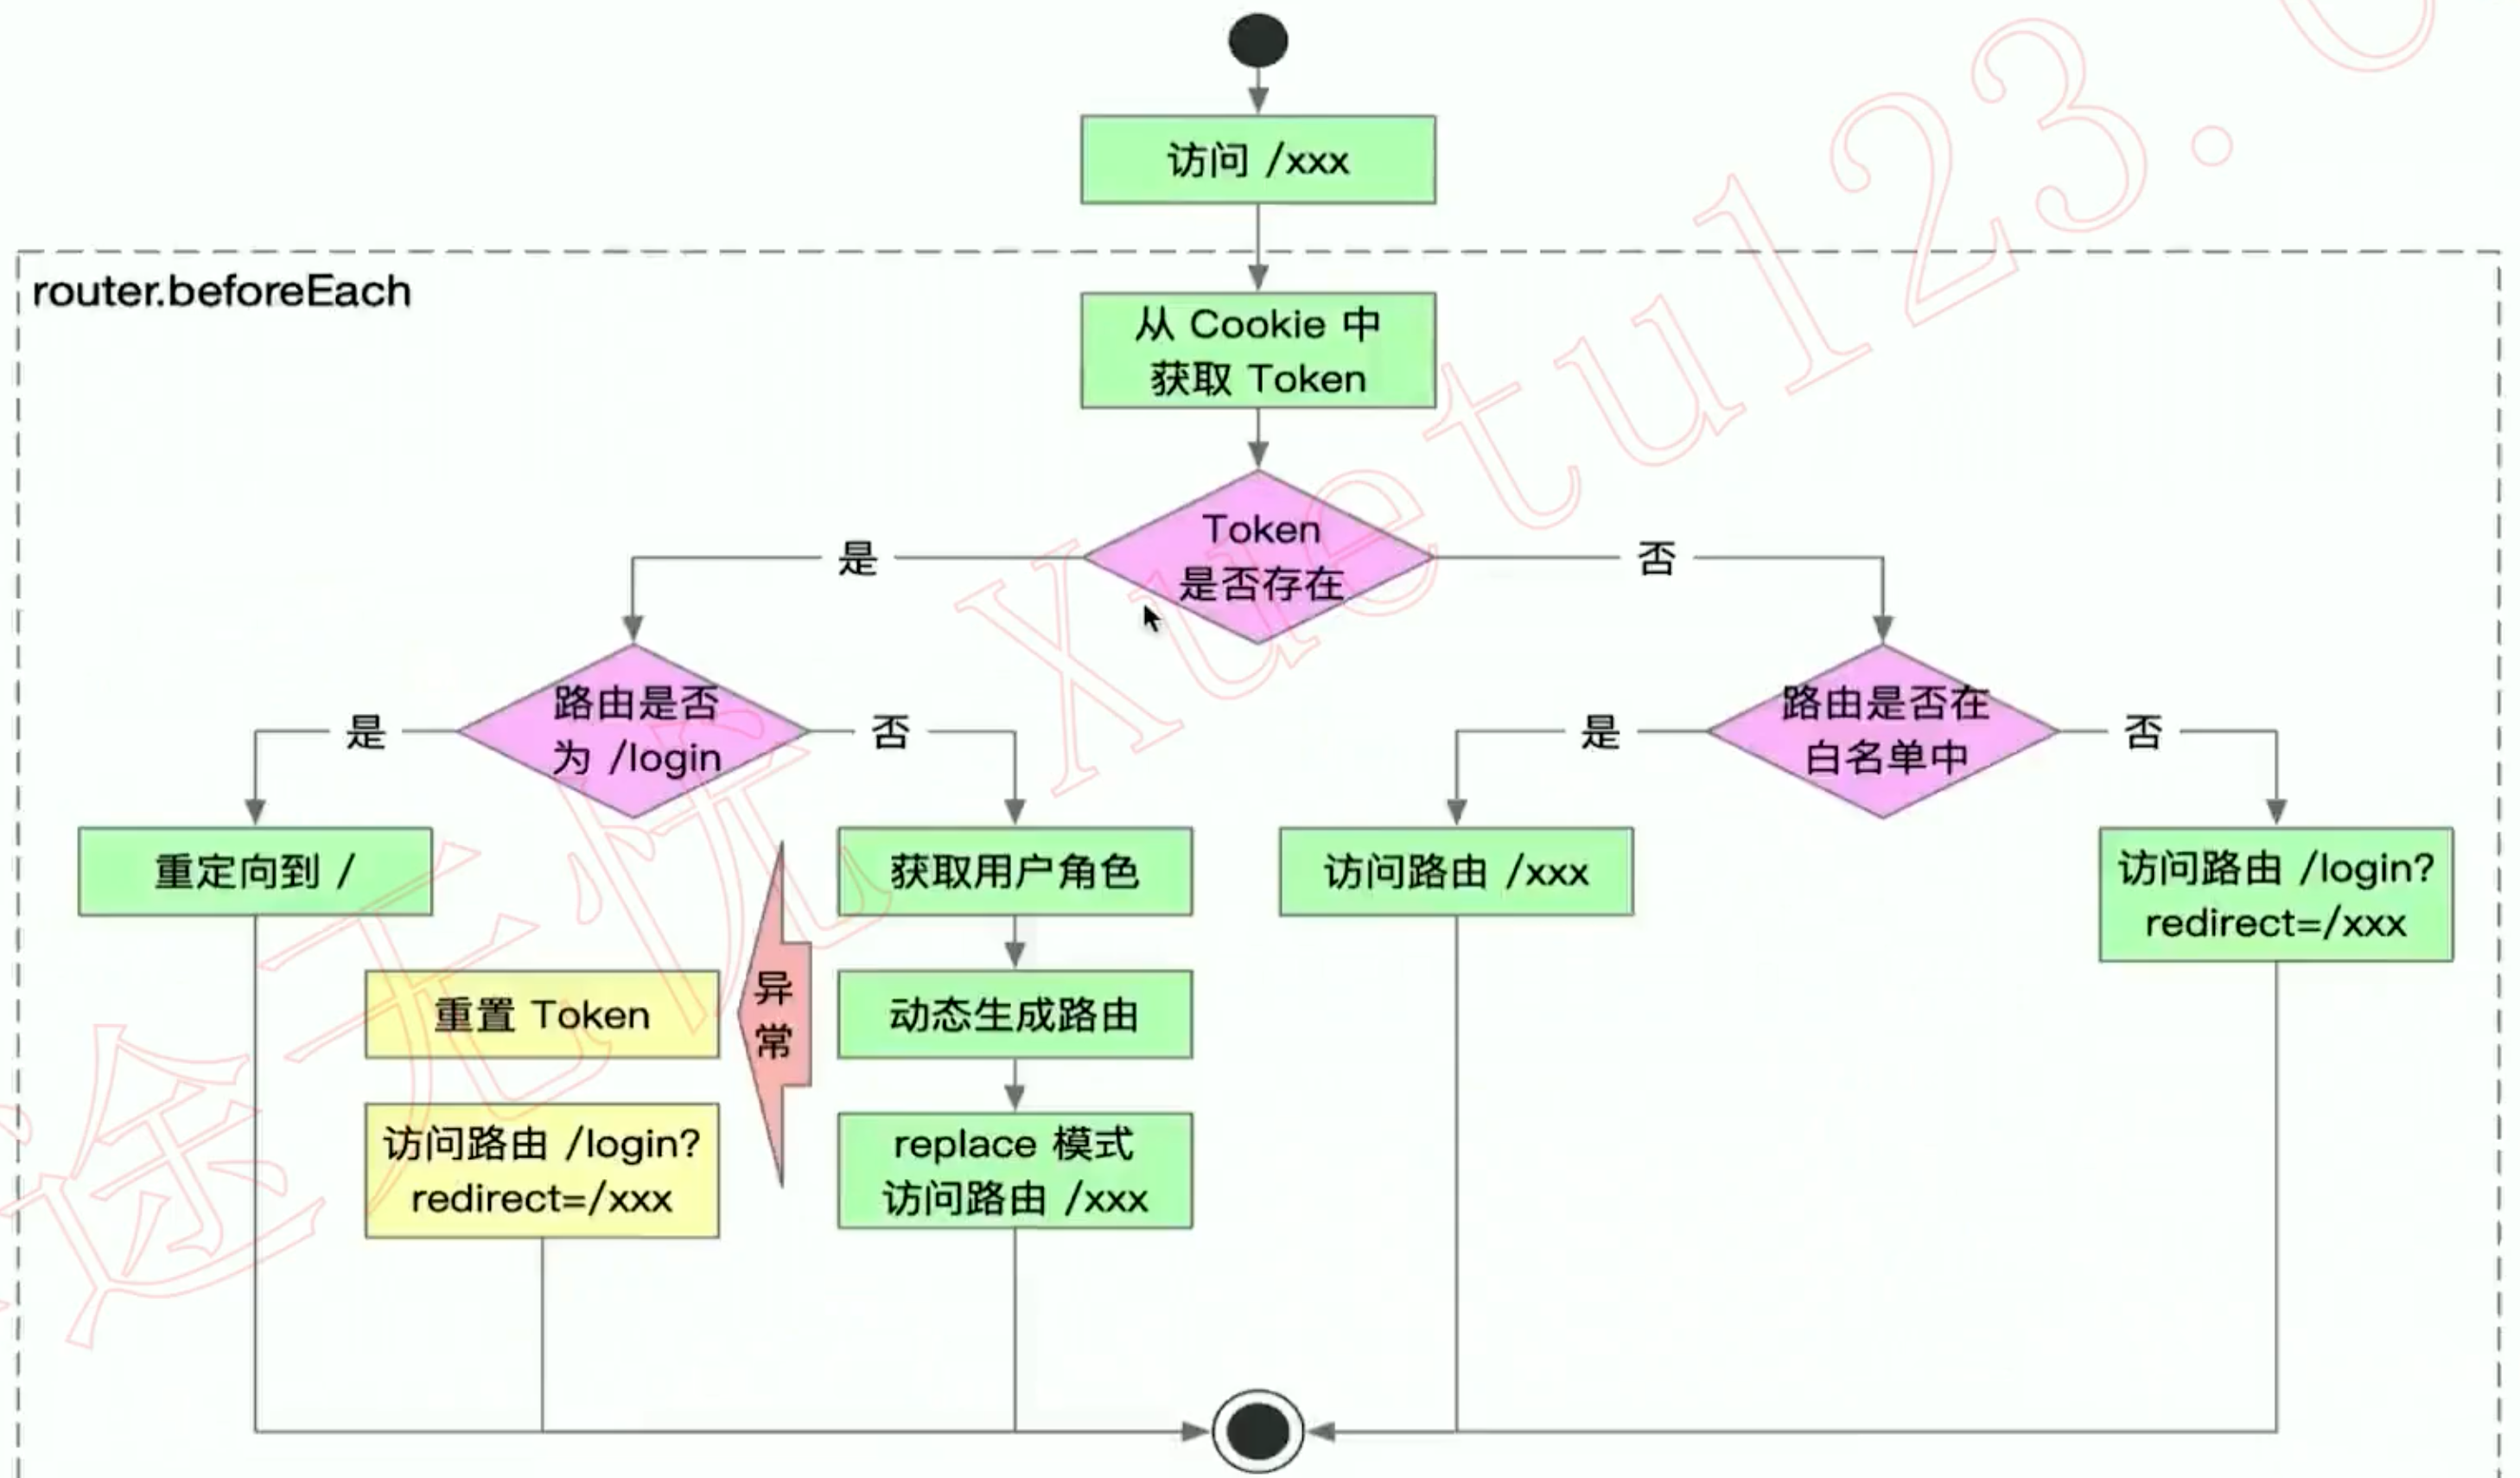 访问 /xxx
router.beforeEach
从 Cookie 中
获取 Token
Token
是否存在
是
否
路由是否
为 /login
是
否
路由是否在
白名单中
是
否
重定向到 /
获取用户角色
访问路由 /xxx
访问路由 /login?
redirect=/xxx
异
常
重置 Token
动态生成路由
访问路由 /login?
redirect=/xxx
replace 模式
访问路由 /xxx
途无忧 Xuetu123.